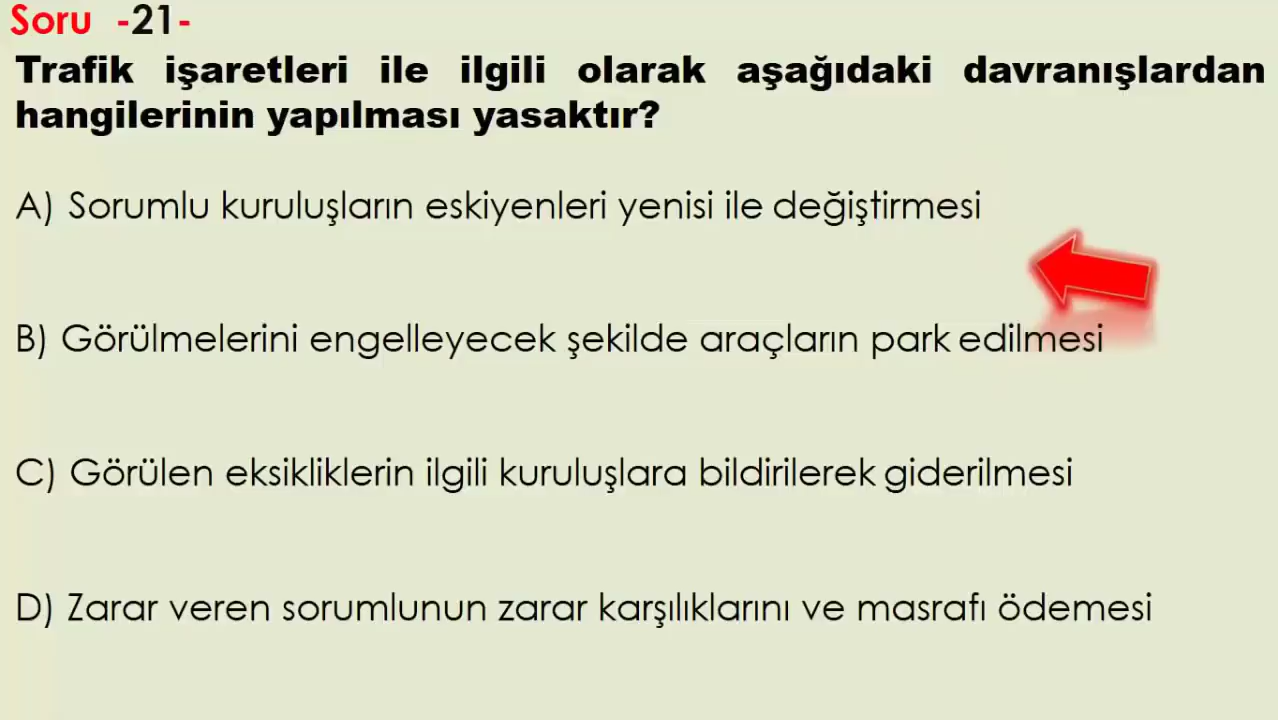 Soru -21-
Trafik işaretleri ile ilgili olarak aşağıdaki davranışlardan
hangilerinin yapılması yasaktır?
A) Sorumlu kuruluşların eskiyenleri yenisi ile değiştirmesi
B) Görülmelerini engelleyecek şekilde araçların park edilmesi
C) Görülen eksikliklerin ilgili kuruluşlara bildirilerek giderilmesi
D) Zarar veren sorumlunun zarar karşılıklarını ve masrafı ödemesi